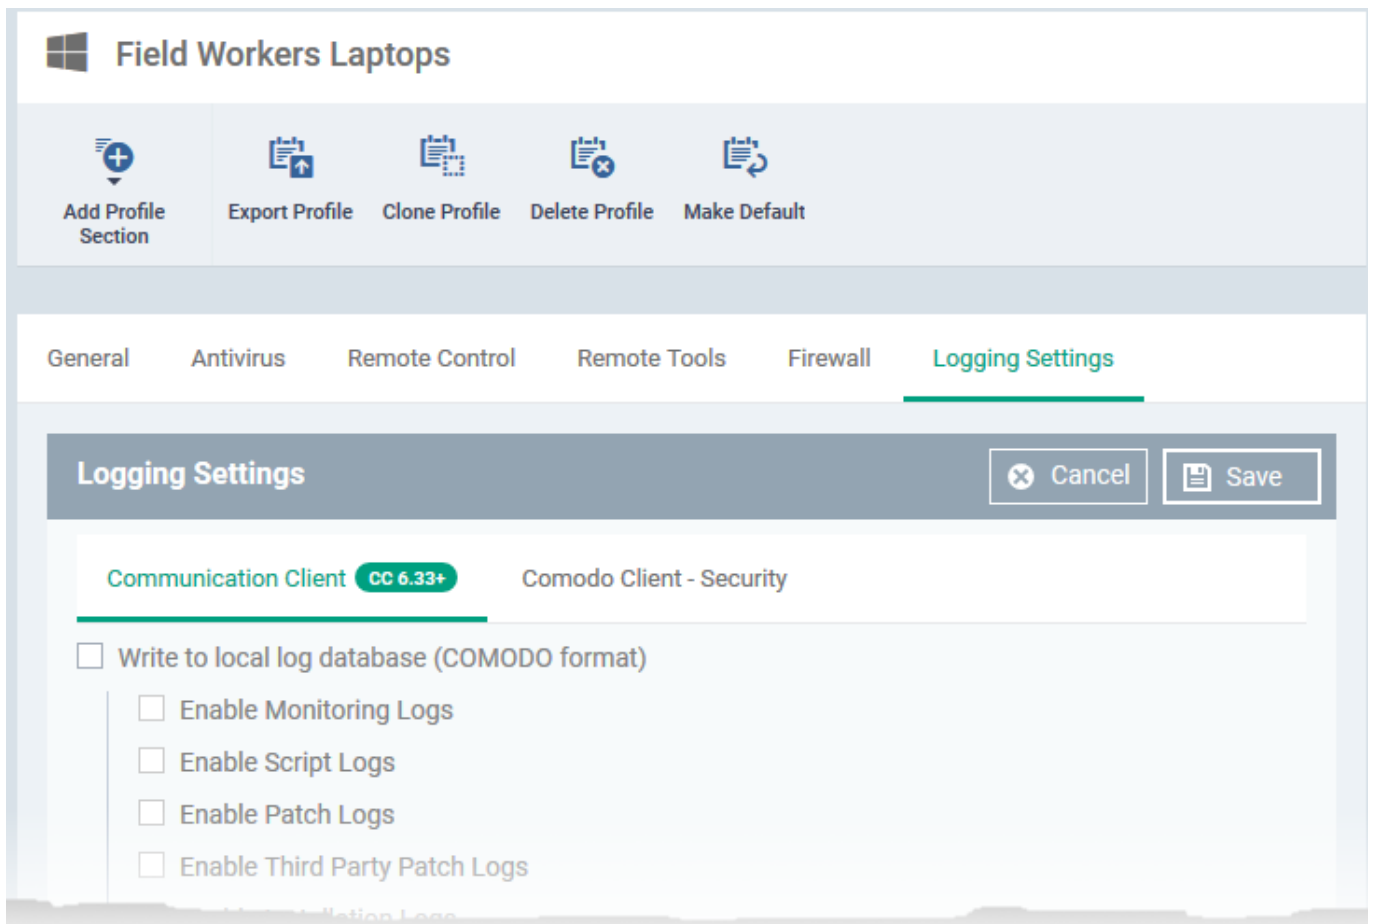 Field Workers Laptops
Add Profile
Section
Export Profile
Clone Profile
Delete Profile
Make Default
General Antivirus Remote Control Remote Tools Firewall Logging Settings
Logging Settings Cancel Save
Communication Client CC 6.33+ Comodo Client - Security
Write to local log database (COMODO format)
Enable Monitoring Logs
Enable Script Logs
Enable Patch Logs
Enable Third Party Patch Logs
Logs